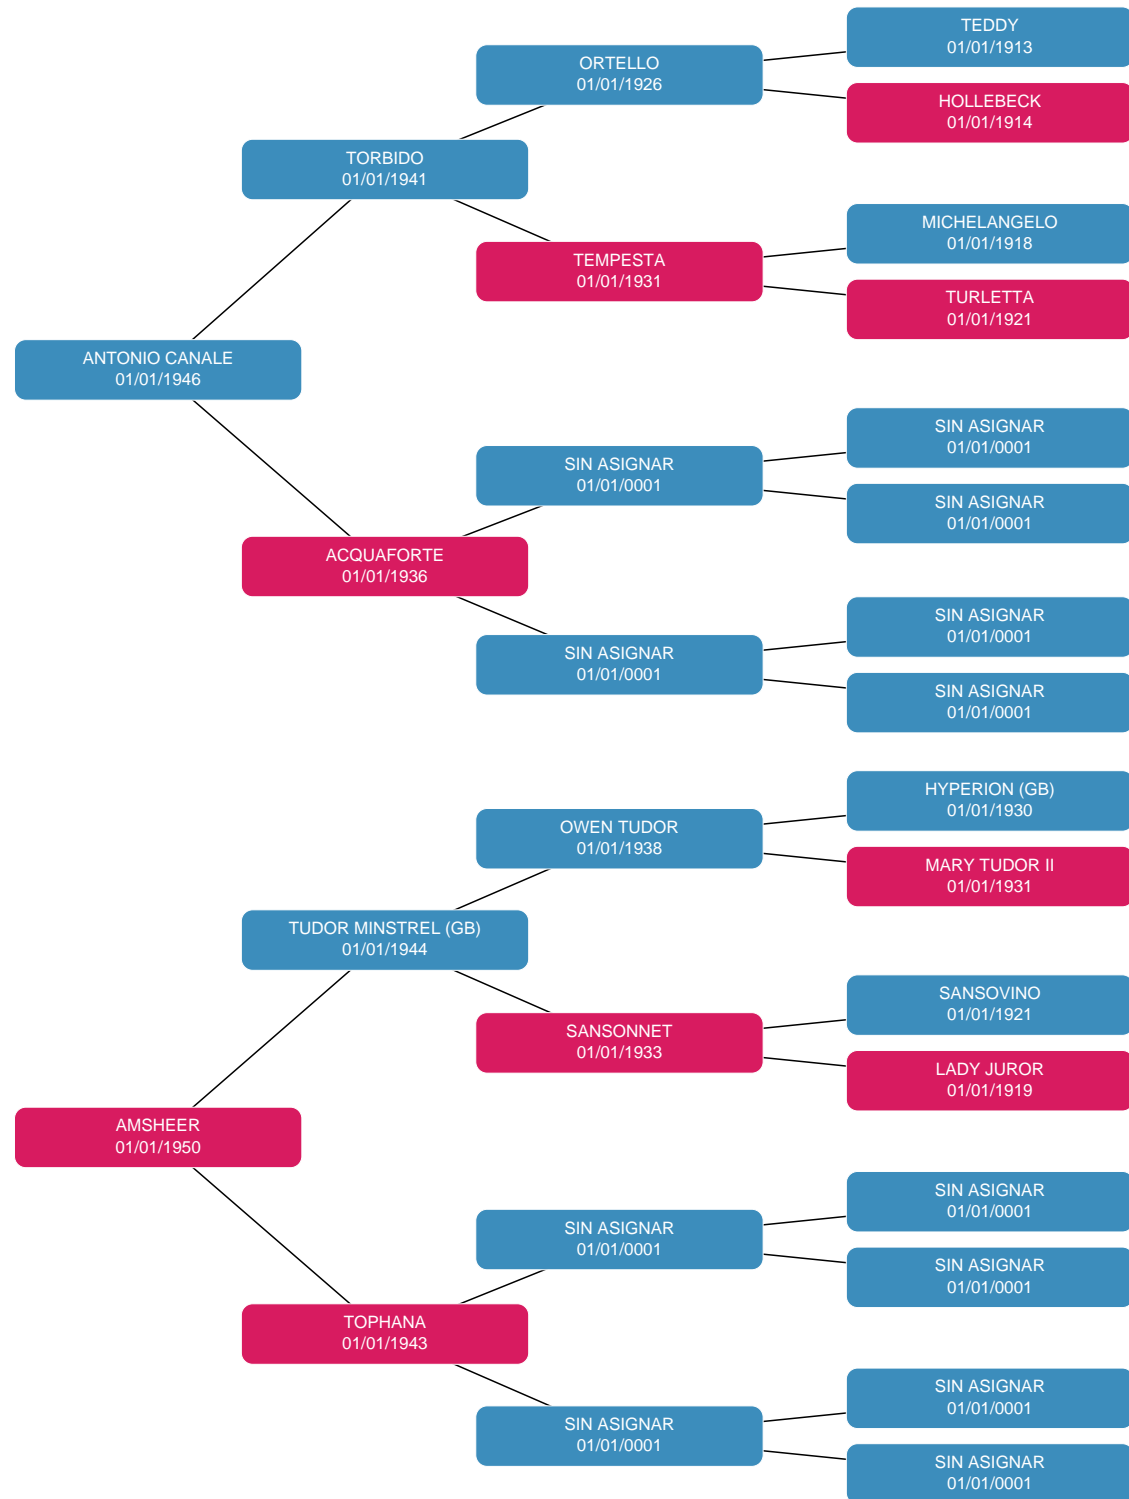 TEDDY
01/01/1913
ORTELLO
01/01/1926
HOLLEBECK
01/01/1914
TORBIDO
01/01/1941
MICHELANGELO
01/01/1918
TEMPESTA
01/01/1931
TURLETTA
01/01/1921
ANTONIO CANALE
01/01/1946
SIN ASIGNAR
01/01/0001
SIN ASIGNAR
01/01/0001
SIN ASIGNAR
01/01/0001
ACQUAFORTE
01/01/1936
SIN ASIGNAR
01/01/0001
SIN ASIGNAR
01/01/0001
SIN ASIGNAR
01/01/0001
HYPERION (GB)
01/01/1930
OWEN TUDOR
01/01/1938
MARY TUDOR II
01/01/1931
TUDOR MINSTREL (GB)
01/01/1944
SANSOVINO
01/01/1921
SANSONNET
01/01/1933
LADY JUROR
01/01/1919
AMSHEER
01/01/1950
SIN ASIGNAR
01/01/0001
SIN ASIGNAR
01/01/0001
SIN ASIGNAR
01/01/0001
TOPHANA
01/01/1943
SIN ASIGNAR
01/01/0001
SIN ASIGNAR
01/01/0001
SIN ASIGNAR
01/01/0001